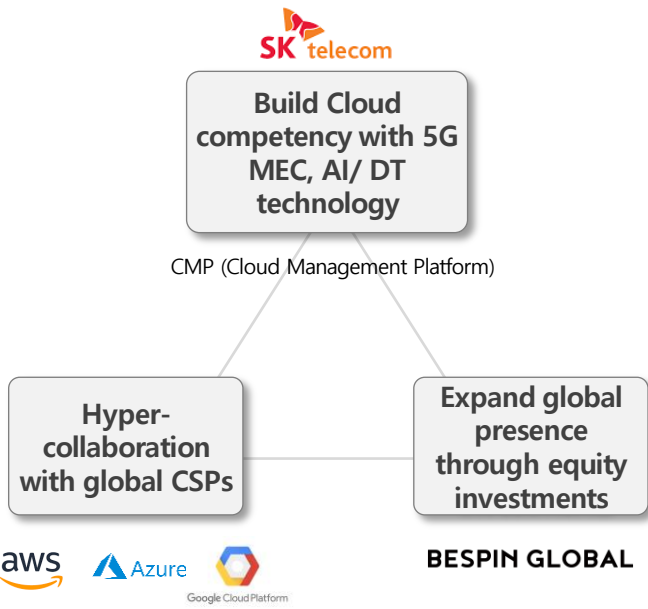 SK telecom
Build Cloud
competency with 5G
MEC, AI/ DT
technology
CMP (Cloud Management Platform)
Hyper-
collaboration
with global CSPs
Expand global
presence
through equity
investments
aws
Azure
Google Cloud Platform
BESPIN GLOBAL